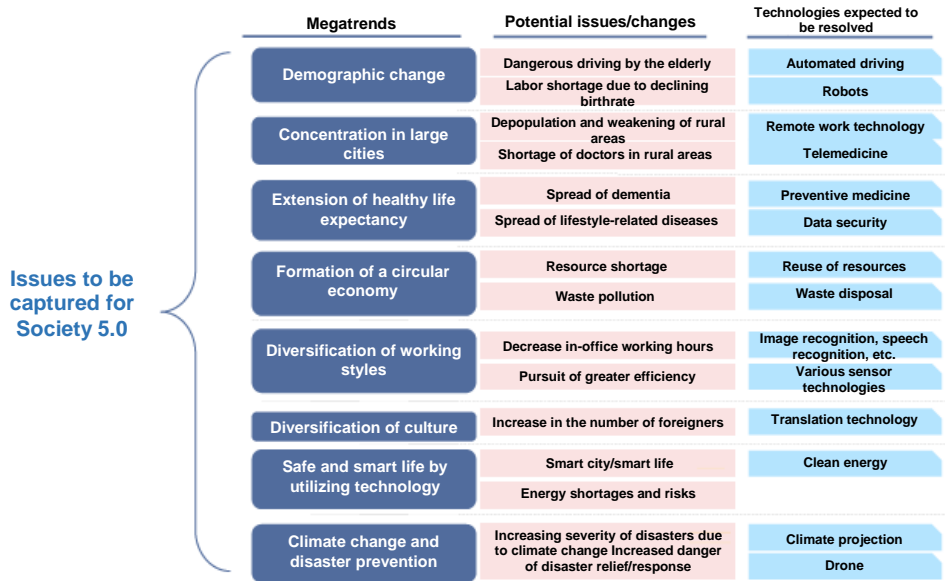 Megatrends
Potential issues/changes
Technologies expected to
be resolved
Issues to be
captured for
Society 5.0
Demographic change
Dangerous driving by the elderly
Automated driving
Labor shortage due to declining
birthrate
Robots
Concentration in large
cities
Depopulation and weakening of rural
areas
Remote work technology
Shortage of doctors in rural areas
Telemedicine
Extension of healthy life
expectancy
Spread of dementia
Preventive medicine
Spread of lifestyle-related diseases
Data security
Formation of a circular
economy
Resource shortage
Reuse of resources
Waste pollution
Waste disposal
Diversification of working
styles
Decrease in-office working hours
Image recognition, speech
recognition, etc.
Pursuit of greater efficiency
Various sensor
technologies
Diversification of culture
Increase in the number of foreigners
Translation technology
Safe and smart life by
utilizing technology
Smart city/smart life
Clean energy
Energy shortages and risks
Climate change and
disaster prevention
Increasing severity of disasters due
to climate change Increased danger
of disaster relief/response
Climate projection
Drone